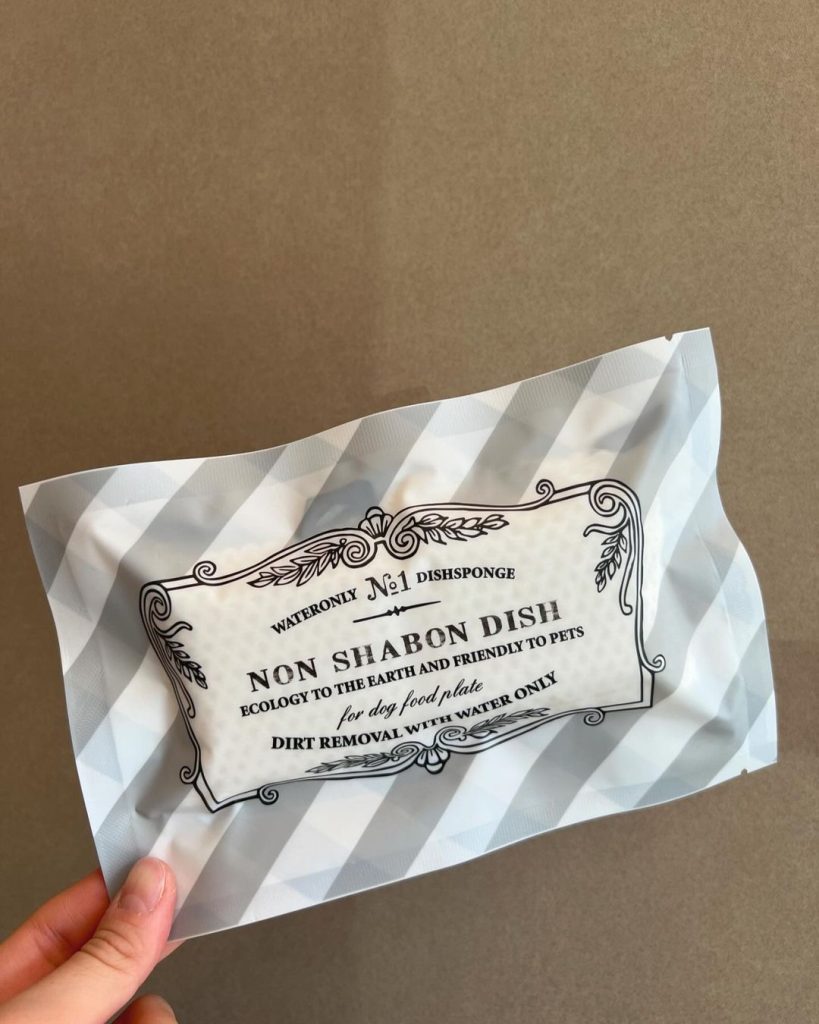 WATERONLY №1 DISHSPONGE
NON SHABON DISH
ECOLOGY TO THE EARTH AND FRIENDLY TO PETS
for dog food plate
DIRT REMOVAL WITH WATER ONLY